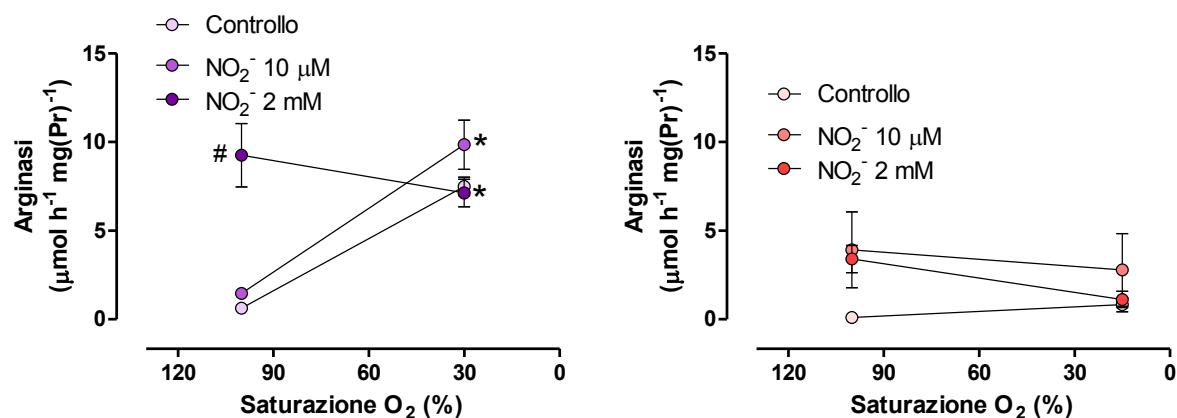 Controllo
NO₂⁻ 10 μM
NO₂⁻ 2 mM
15
10
5
0
Arginasi
(μmol h⁻¹ mg(Pr)⁻¹)
#
*
*
120
90
60
30
0
Saturazione O₂ (%)
Controllo
NO₂⁻ 10 μM
NO₂⁻ 2 mM
15
10
5
0
Arginasi
(μmol h⁻¹ mg(Pr)⁻¹)
120
90
60
30
0
Saturazione O₂ (%)